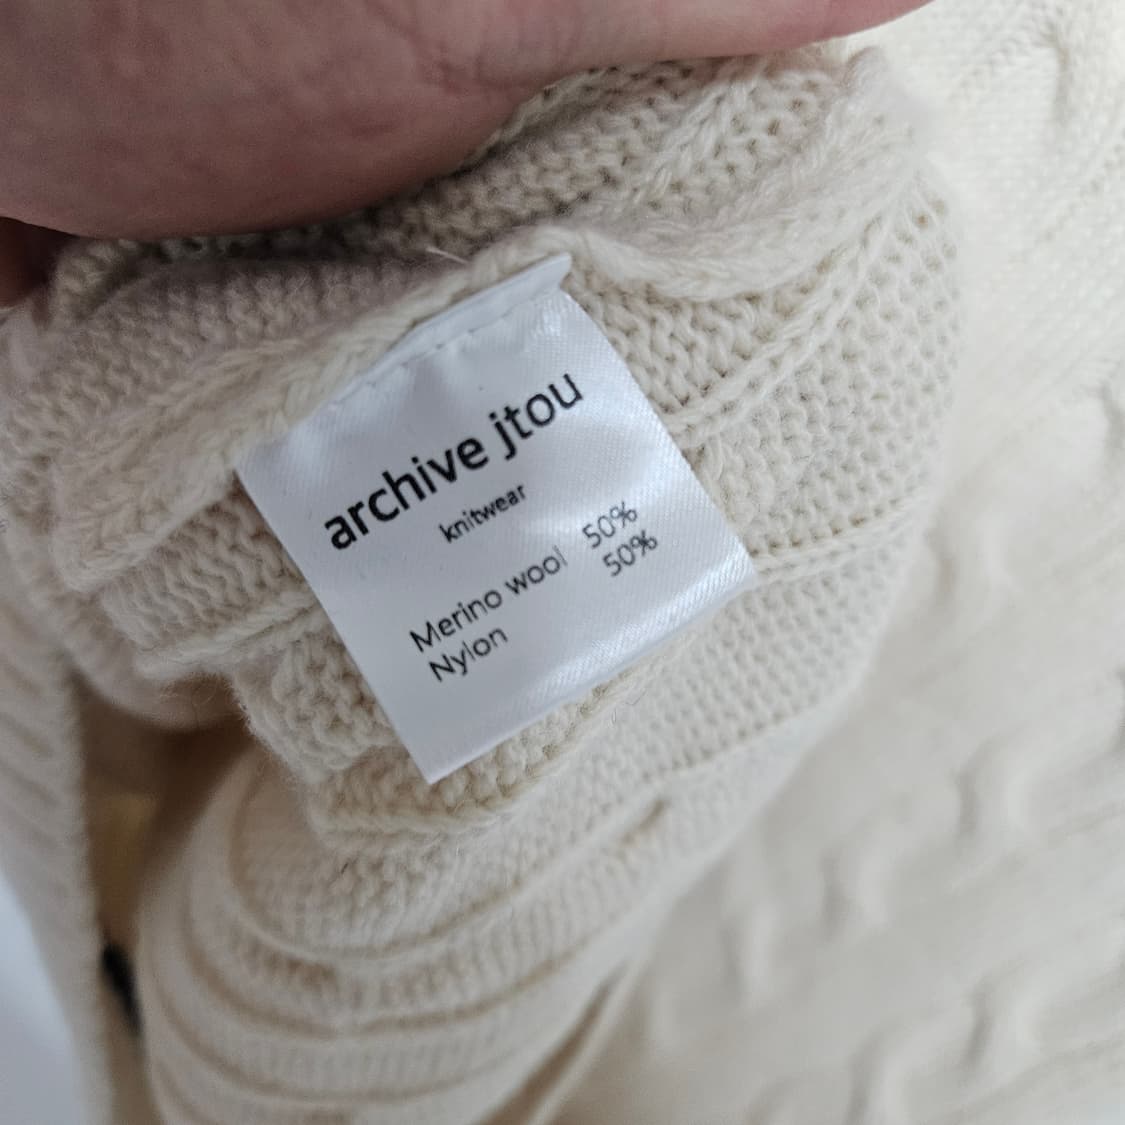 archive jtou
knitwear
Merino wool 50%
Nylon 50%